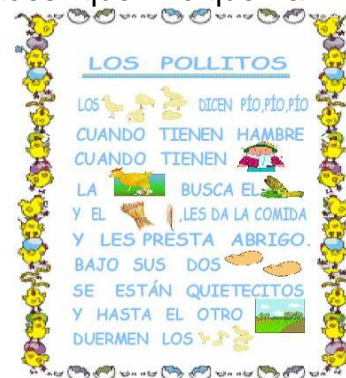 LOS POLLITOS
LOS DICEN PÍO,PÍO,PÍO
CUANDO TIENEN HAMBRE
CUANDO TIENEN
LA BUSCA EL
Y EL ,LES DA LA COMIDA
Y LES PRESTA ABRIGO.
BAJO SUS DOS
SE ESTÁN QUIETECITOS
Y HASTA EL OTRO
DUERMEN LOS